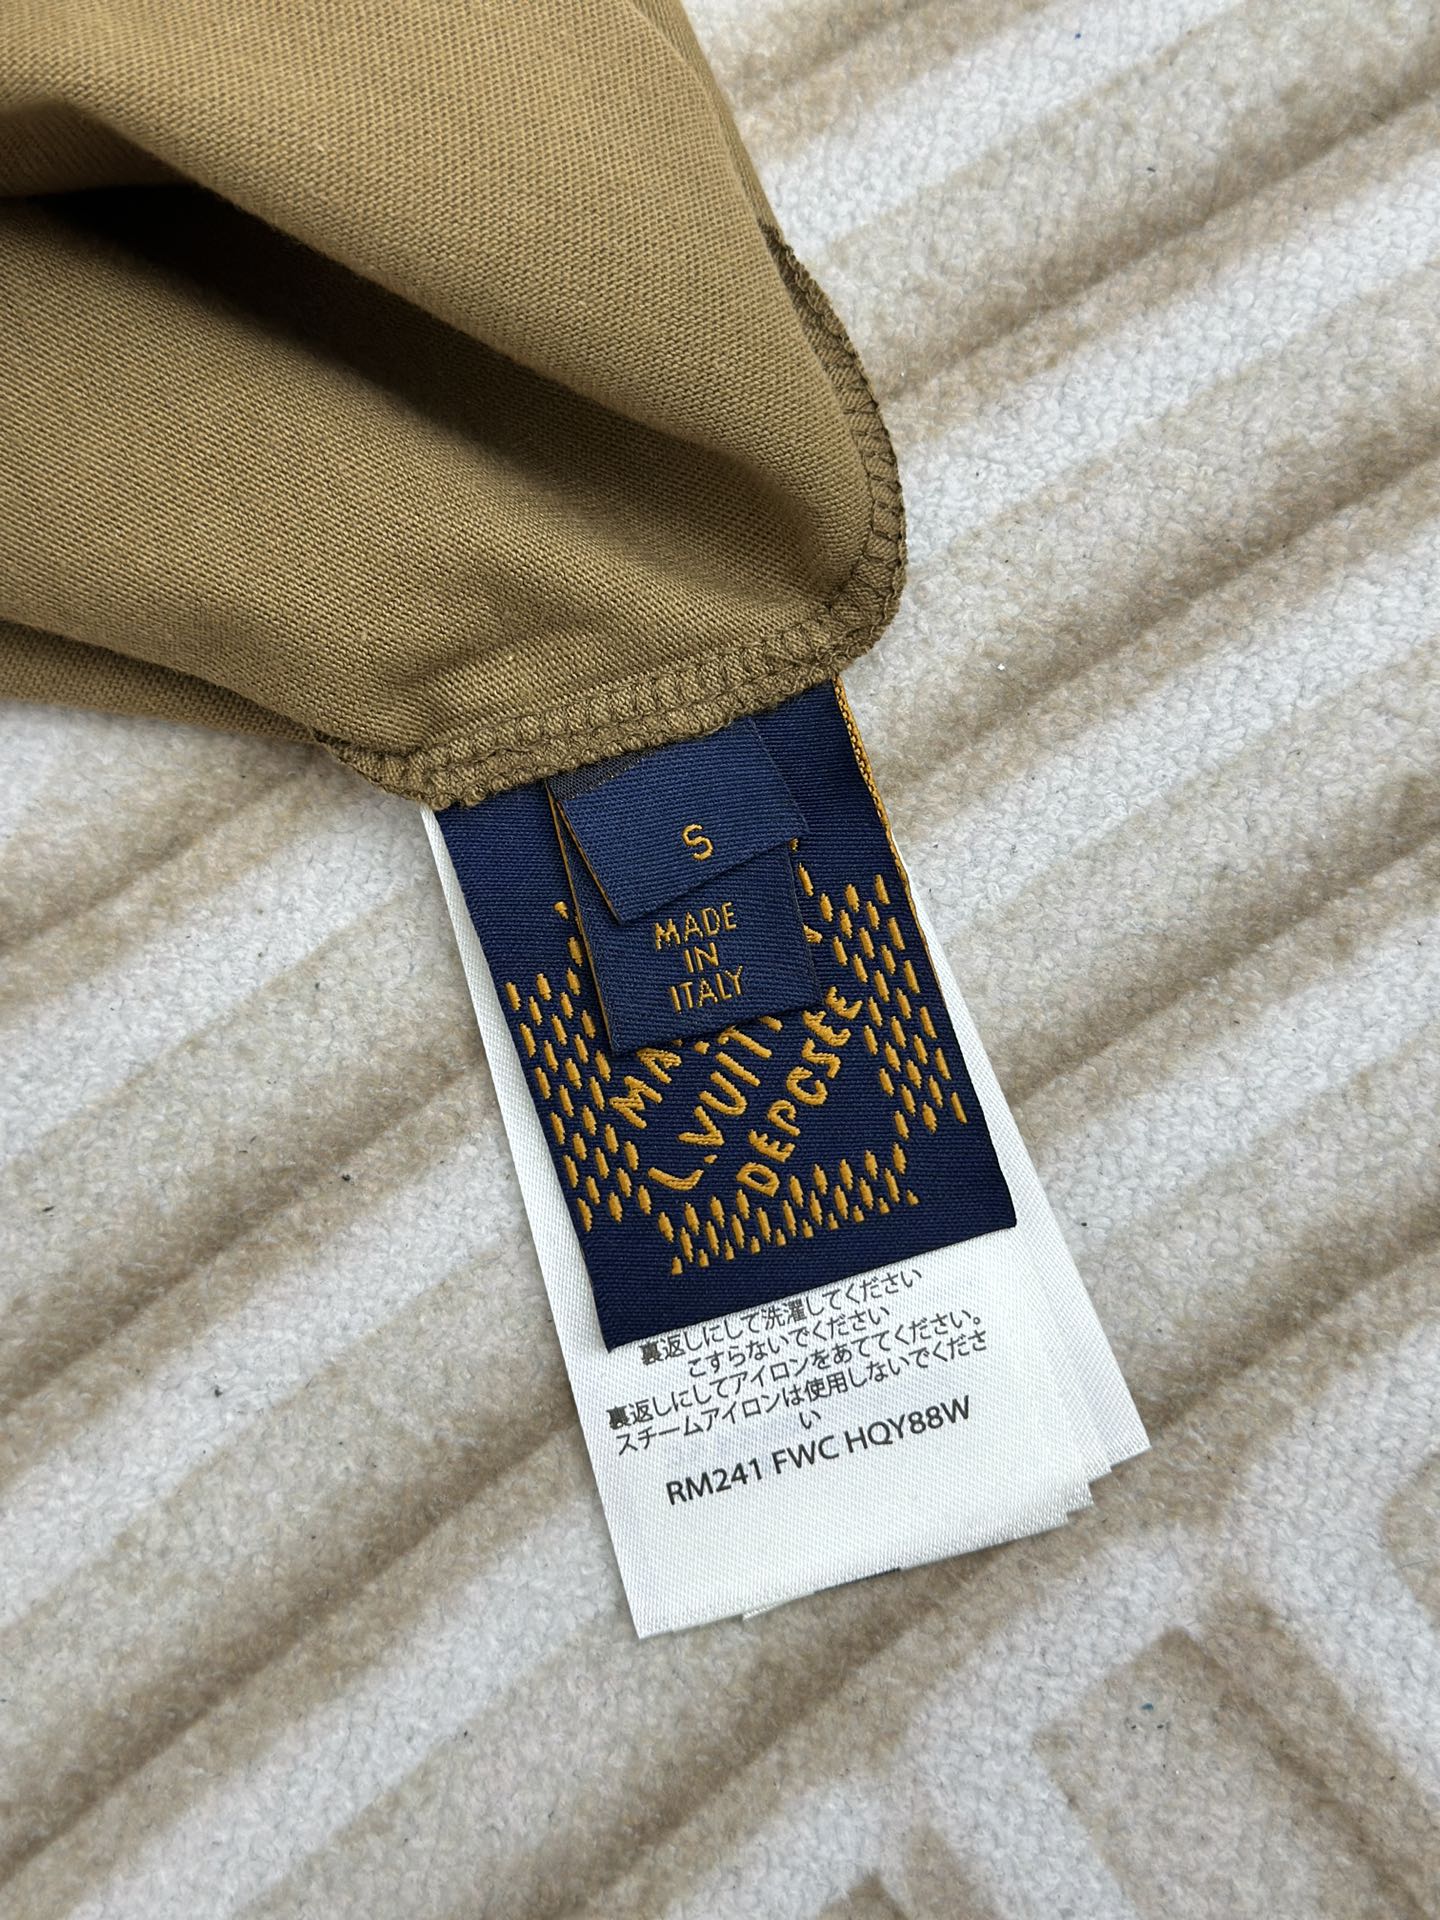 S
MADE
IN
ITALY
L.VUIT
DEPCSEE
裏返しにして洗濯してください
こすらないでください
裏返しにしてアイロンをあててください。
スチームアイロンは使用しないでくださ
い
RM241 FWC HQY88W